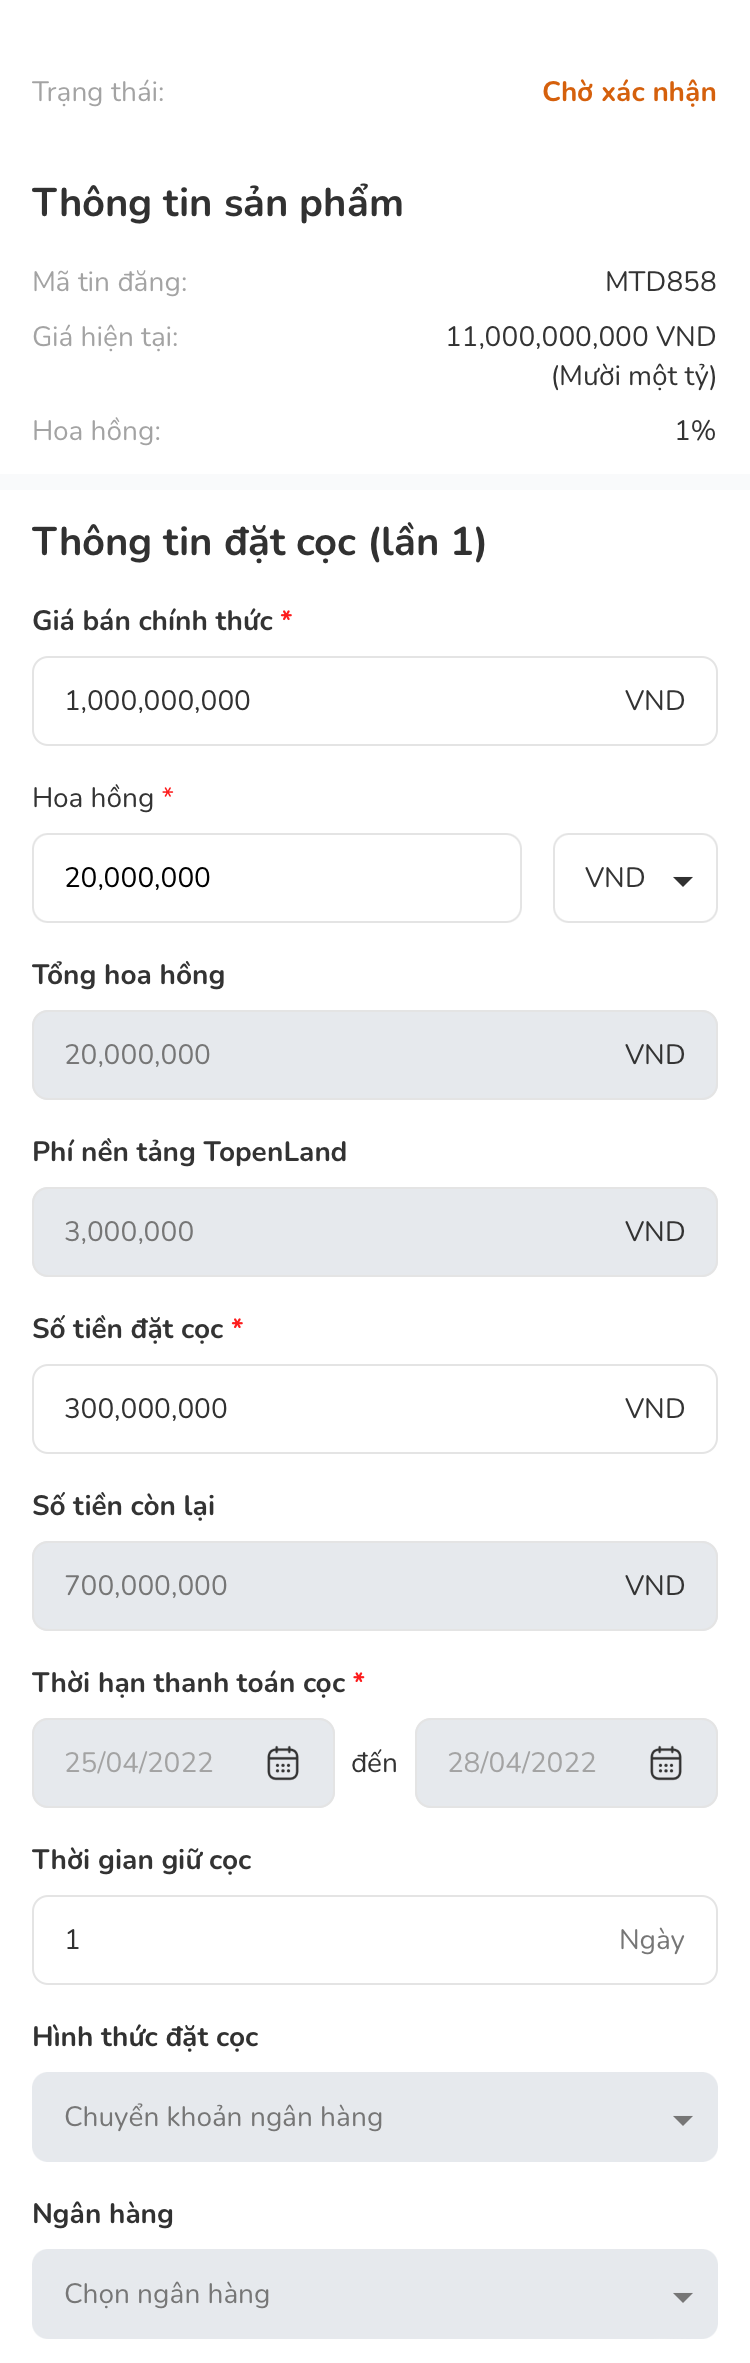 Trạng thái: Chờ xác nhận
Thông tin sản phẩm
Mã tin đăng: MTD858
Giá hiện tại: 11,000,000,000 VND
(Mười một tỷ)
Hoa hồng: 1%
Thông tin đặt cọc (lần 1)
Giá bán chính thức *
1,000,000,000 VND
Hoa hồng *
20,000,000 VND
Tổng hoa hồng
20,000,000 VND
Phí nền tảng TopenLand
3,000,000 VND
Số tiền đặt cọc *
300,000,000 VND
Số tiền còn lại
700,000,000 VND
Thời hạn thanh toán cọc *
25/04/2022 đến 28/04/2022
Thời gian giữ cọc
1 Ngày
Hình thức đặt cọc
Chuyển khoản ngân hàng
Ngân hàng
Chọn ngân hàng